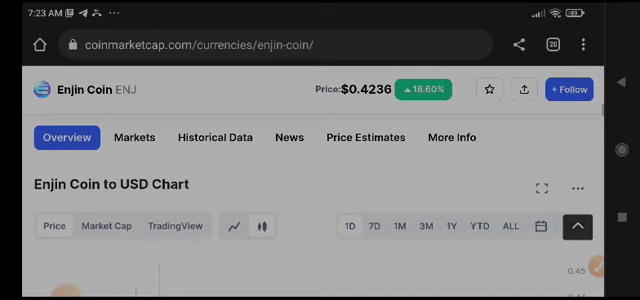 7:23 AM
coinmarketcap.com/currencies/enjin-coin/
20
Enjin Coin ENJ
Price:$0.4236 18.60%
+ Follow
Overview Markets Historical Data News Price Estimates More Info
Enjin Coin to USD Chart
Price Market Cap TradingView 1D 7D 1M 3M 1Y YTD ALL
0.45